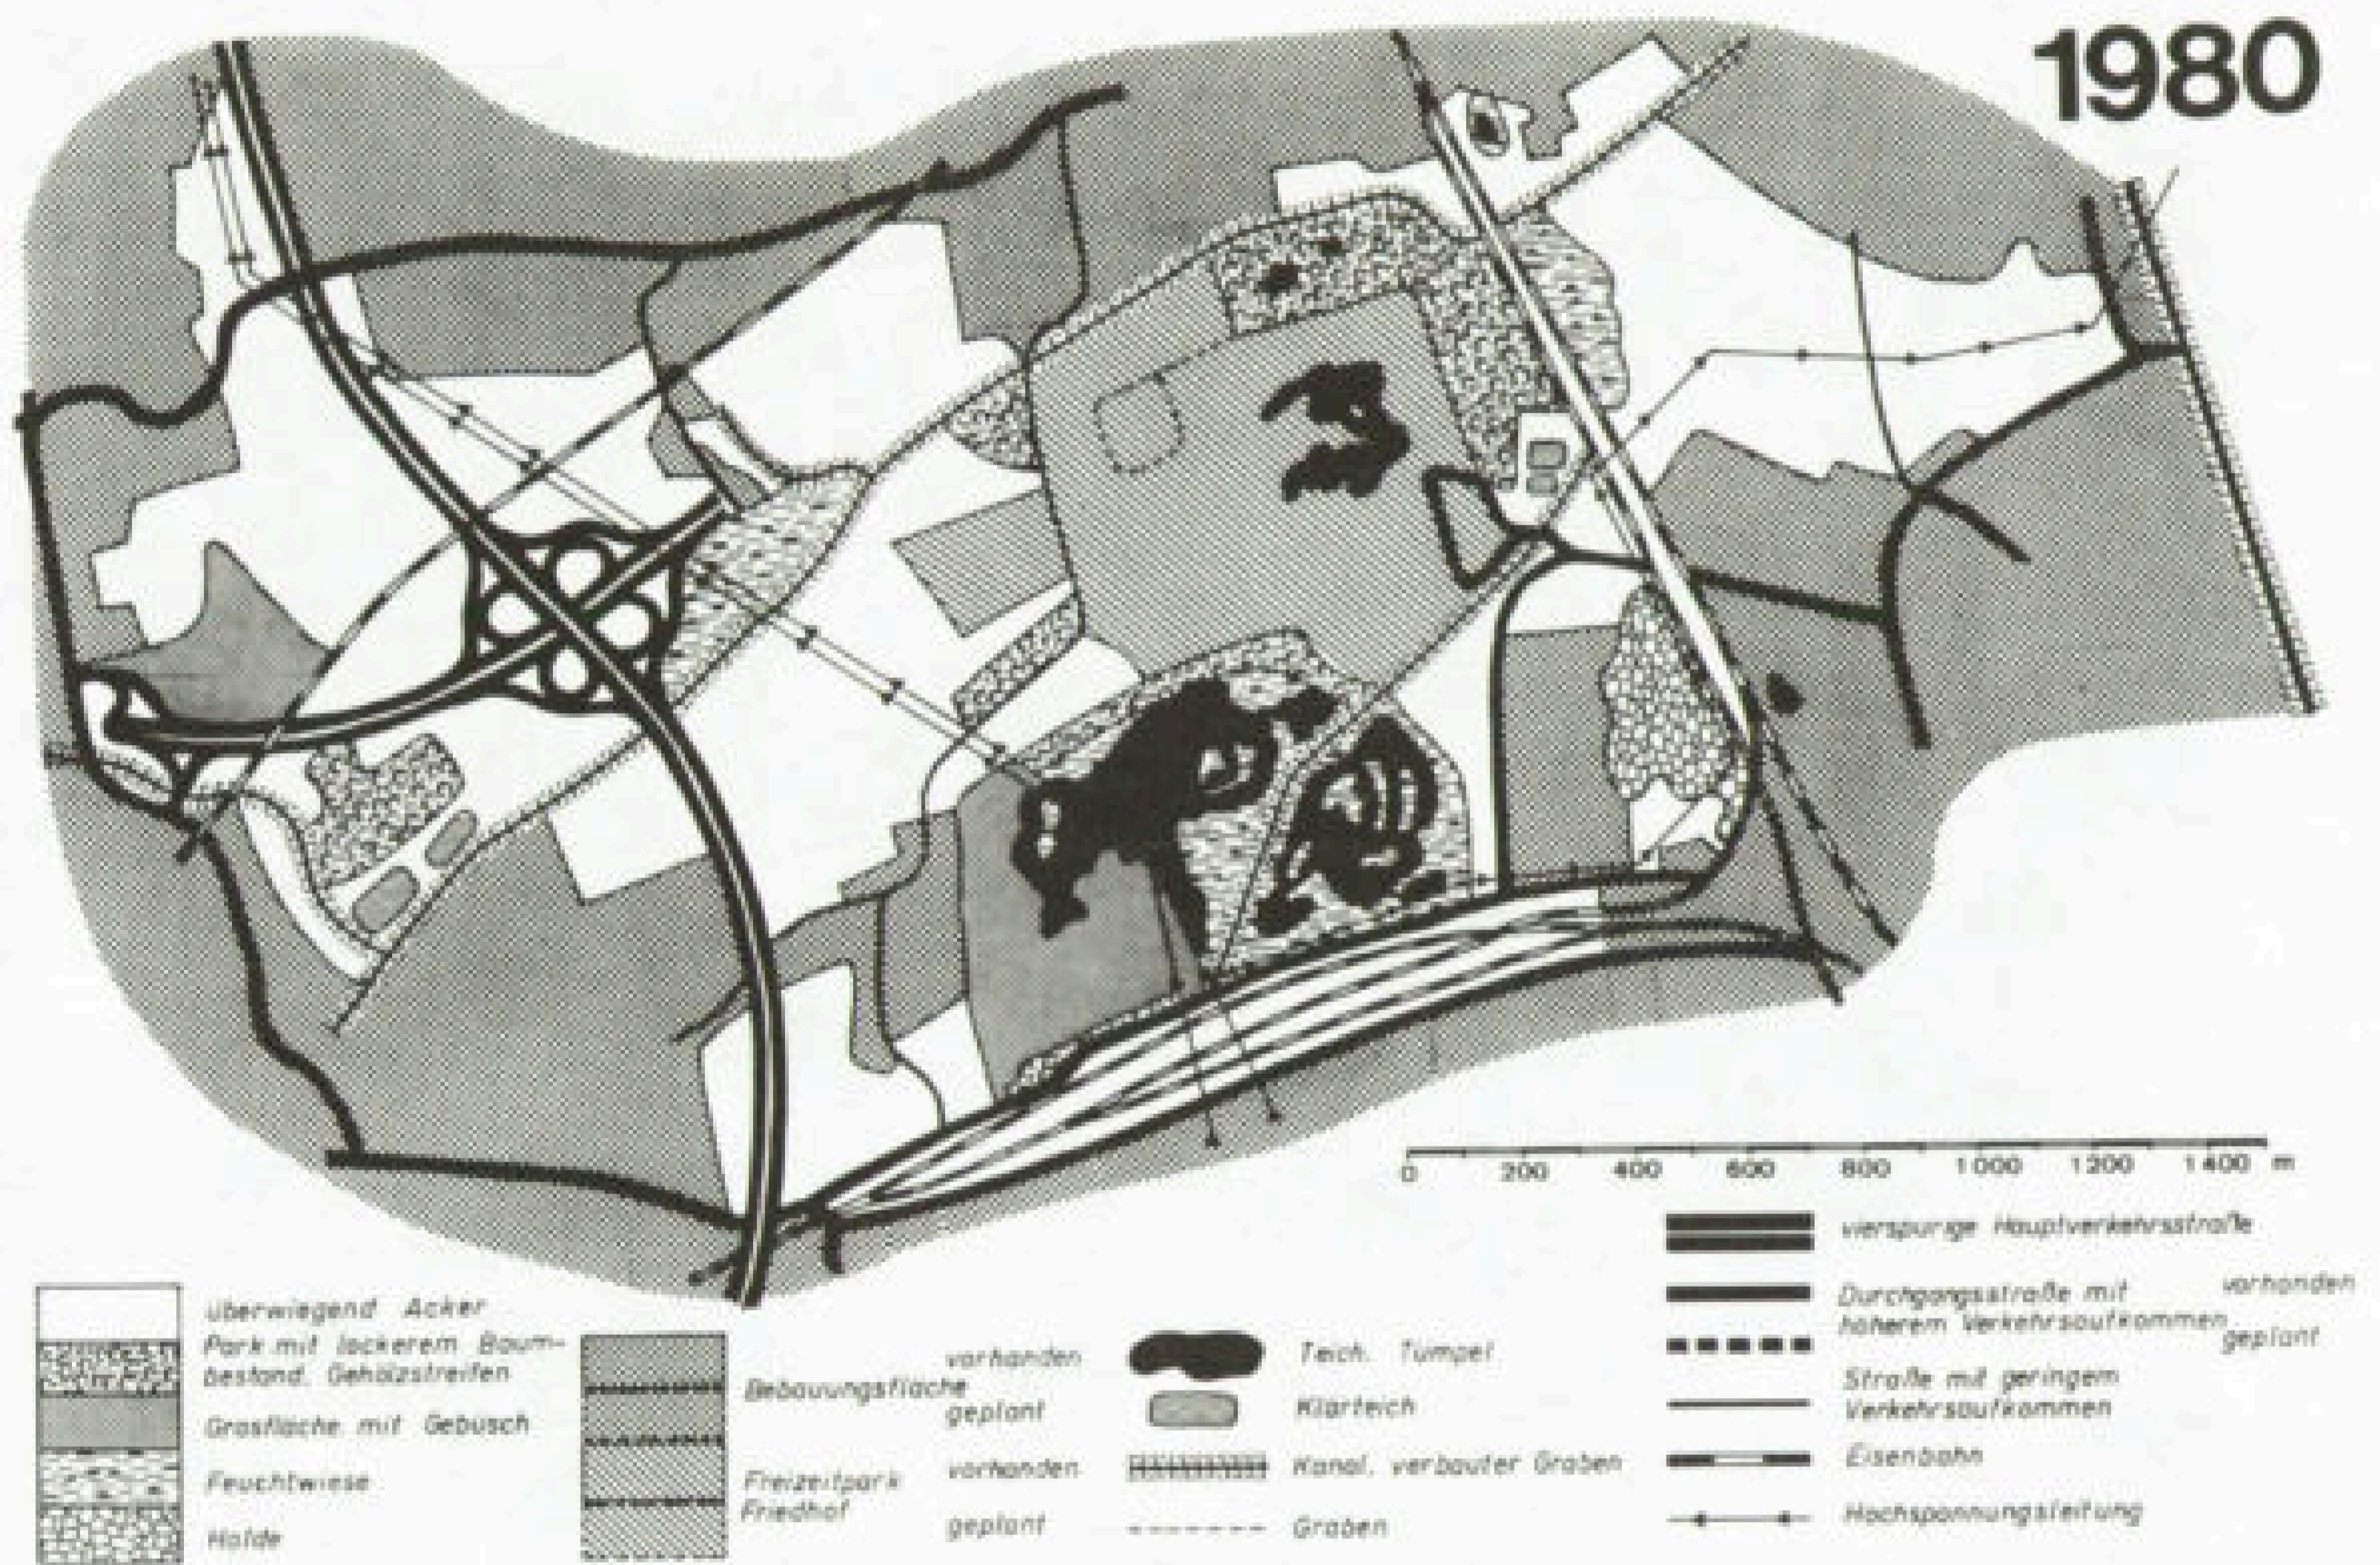 1980
0 200 400 600 800 1000 1200 1400 m
überwiegend Acker
Park mit lockerem Baum-
bestand, Gehölzstreifen
Grasfläche mit Gebüsch
Feuchtwiese
Halde
Bebauungsfläche
vorhanden
geplant
Freizeitpark
Friedhof
vorhanden
geplant
Teich, Tümpel
Klärteich
Kanal, verbauter Graben
Graben
vierspurige Hauptverkehrsstraße
Durchgangsstraße mit
höherem Verkehrsaufkommen
vorhanden
geplant
Straße mit geringem
Verkehrsaufkommen
Eisenbahn
Hochspannungsleitung